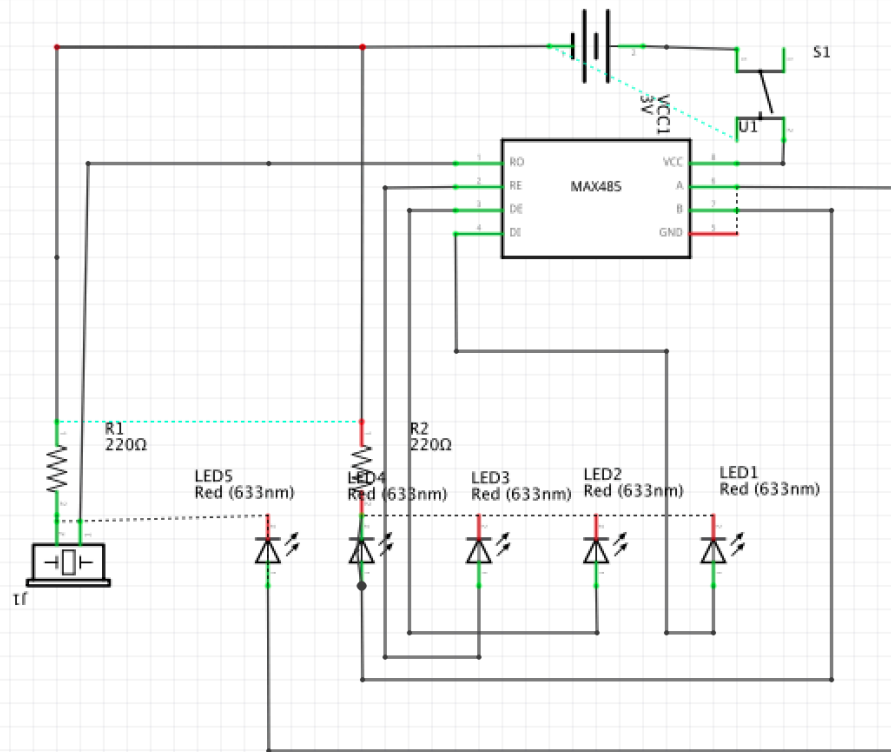 S1
VCC1
3V
U1
1 RO
2 RE
3 DE
4 DI
MAX485
VCC 8
A 6
B 7
GND 5
R1
220Ω
R2
220Ω
LED5
Red (633nm)
LED4
Red (633nm)
LED3
Red (633nm)
LED2
Red (633nm)
LED1
Red (633nm)
J1